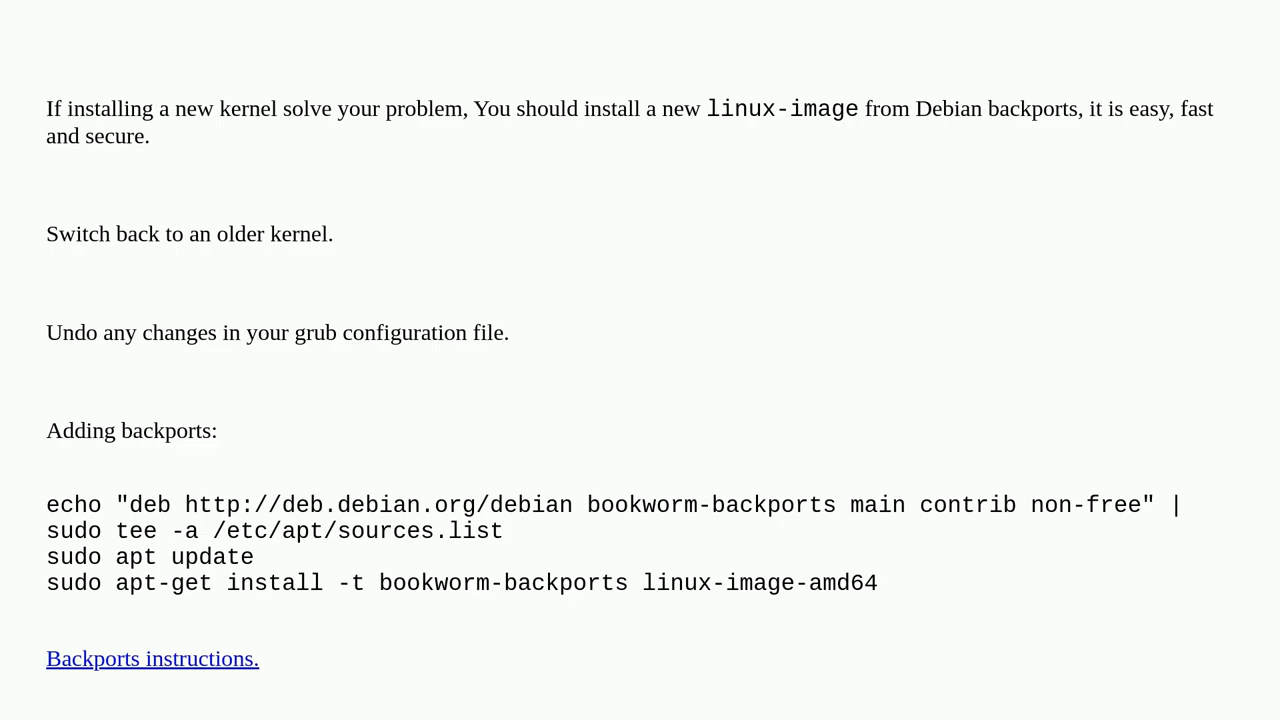 If installing a new kernel solve your problem, You should install a new linux-image from Debian backports, it is easy, fast
and secure.
Switch back to an older kernel.
Undo any changes in your grub configuration file.
Adding backports:
echo "deb http://deb.debian.org/debian bookworm-backports main contrib non-free" |
sudo tee -a /etc/apt/sources.list
sudo apt update
sudo apt-get install -t bookworm-backports linux-image-amd64
Backports instructions.